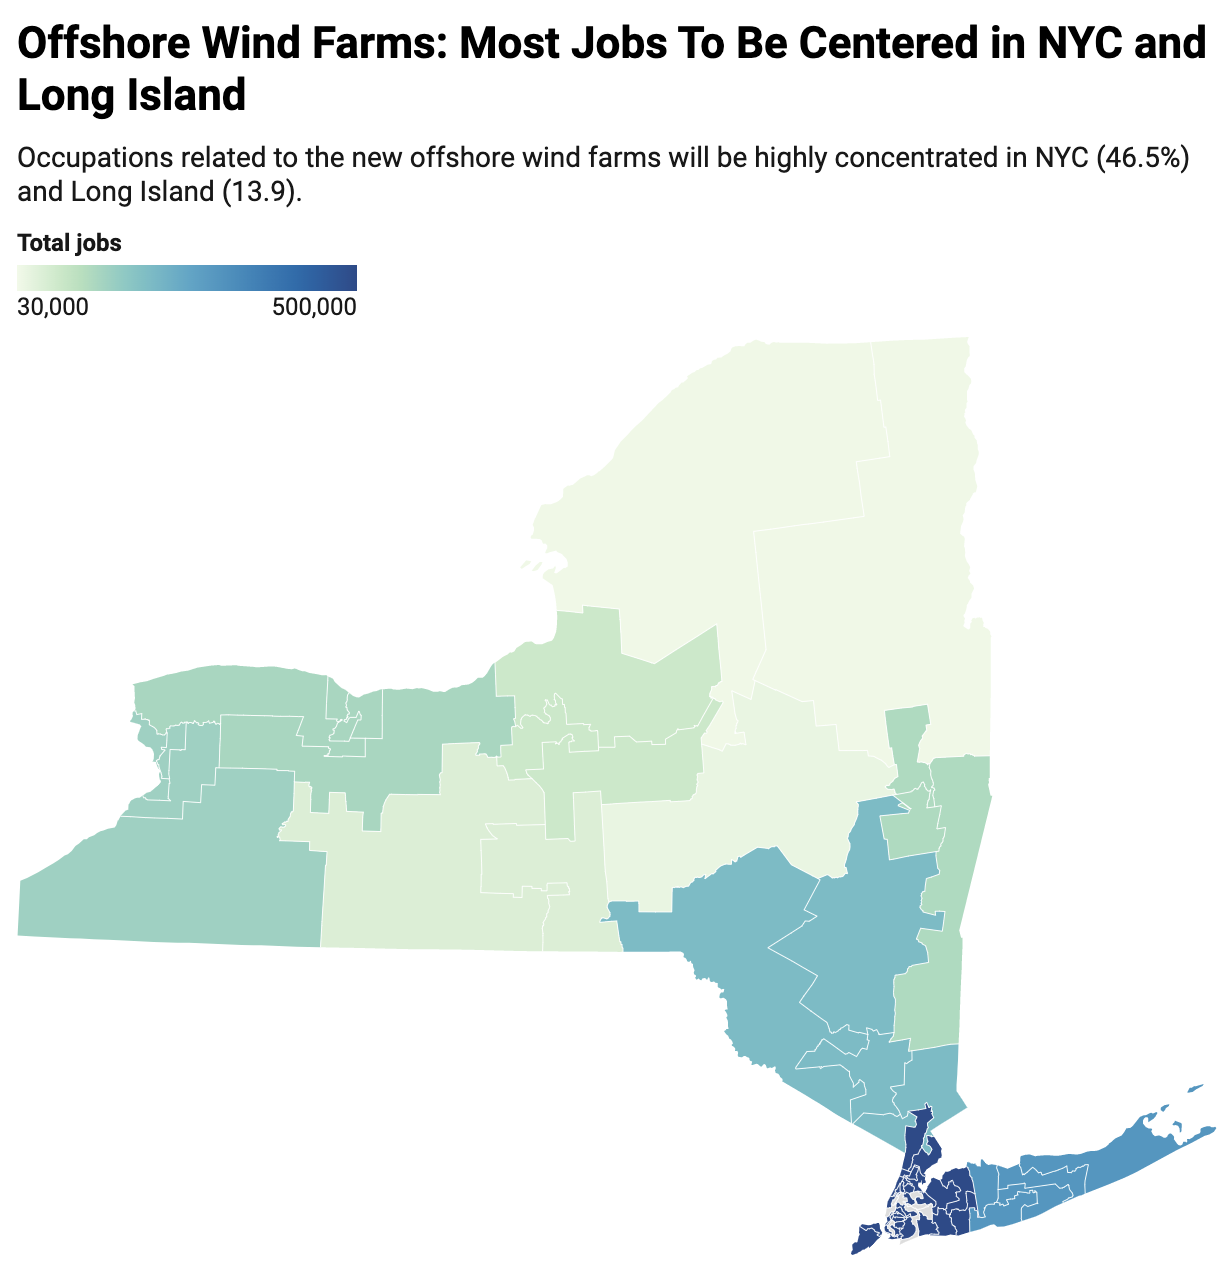 Offshore Wind Farms: Most Jobs To Be Centered in NYC and
Long Island
Occupations related to the new offshore wind farms will be highly concentrated in NYC (46.5%)
and Long Island (13.9).
Total jobs
30,000 500,000